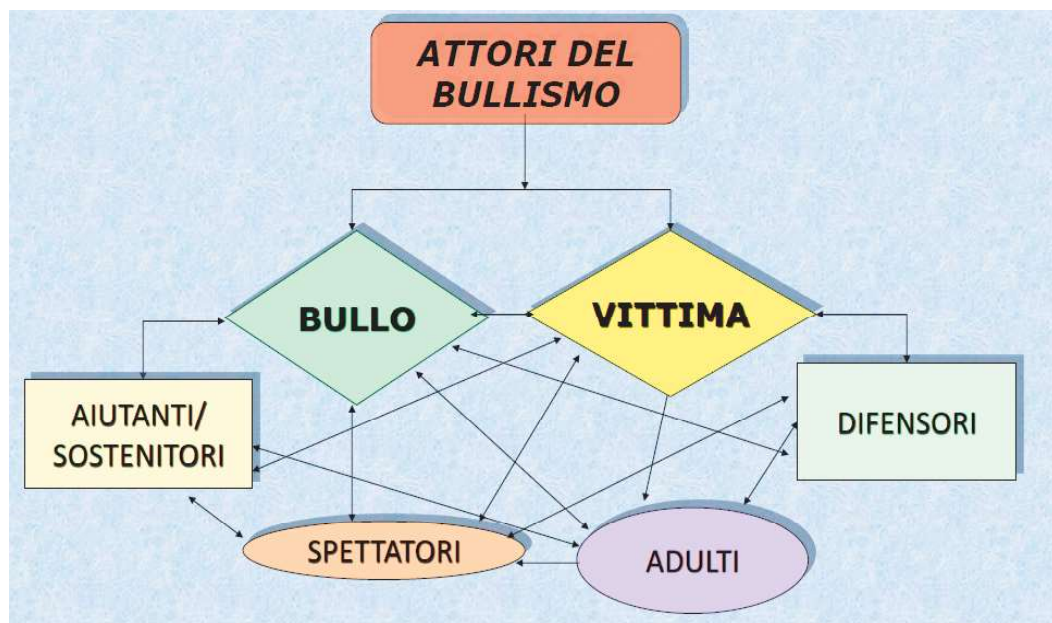 ATTORI DEL
BULLISMO
BULLO
VITTIMA
AIUTANTI/
SOSTENITORI
DIFENSORI
SPETTATORI
ADULTI